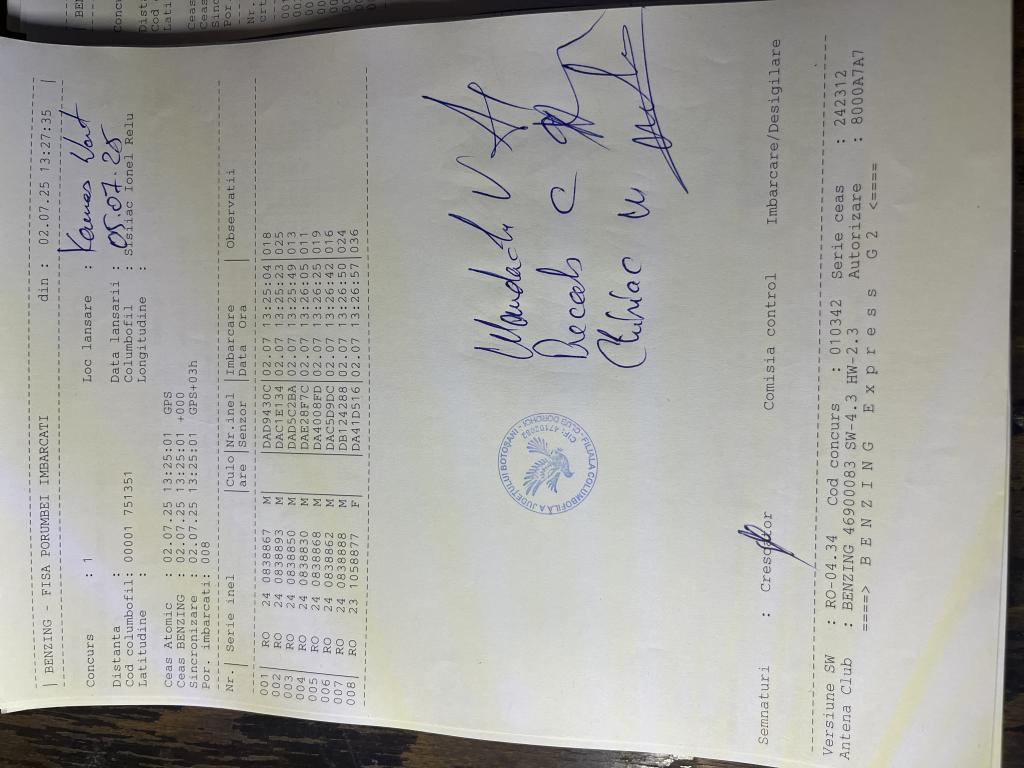 | BENZING - FISA PORUMBEI IMBARCATI din : 02.07.25 13:27:35 |
Concurs : 1 Loc lansare :
Distanta : Data lansarii : 05.07.25
Cod columbofil: 00001 751351 Columbofil : Sisiiac Ionel Relu
Latitudine : Longitudine :
Ceas Atomic : 02.07.25 13:25:01 GPS
Ceas BENZING : 02.07.25 13:25:01 +000
Sincronizare : 02.07.25 13:25:01 GPS+03h
Por. imbarcati: 008
Nr.| Serie inel |Culo|Nr.inel |Imbarcare | Observatii
are |Senzor |Data Ora |
001 | RO 24 0838867 M |DAD9430C|02.07 13:25:04|018
002 | RO 24 0838893 M |DAC1E134|02.07 13:25:23|025
003 | RO 24 0838850 M |DAD5C2BA|02.07 13:25:49|013
004 | RO 24 0838830 M |DAE28F7C|02.07 13:26:05|011
005 | RO 24 0838868 M |DA4008FD|02.07 13:26:25|019
006 | RO 24 0838862 M |DAC5D9DC|02.07 13:26:42|016
007 | RO 24 0838888 M |DB124288|02.07 13:26:50|024
008 | RO 23 1058877 F |DA41D516|02.07 13:26:57|036
FILIALA COLUMBOFILĂ A JUDEȚULUI BOTOȘANI - CLUB DOROHOI
CIF: 47102082
Semnaturi : Crescator Comisia control Imbarcare/Desigilare
Versiune SW : RO-04.34 Cod concurs : 010342 Serie ceas : 242312
Antena Club : BENZING 46900083 SW-4.3 HW-2.3 Autorizare : 8000A7A7
====> B E N Z I N G E x p r e s s G 2 <====